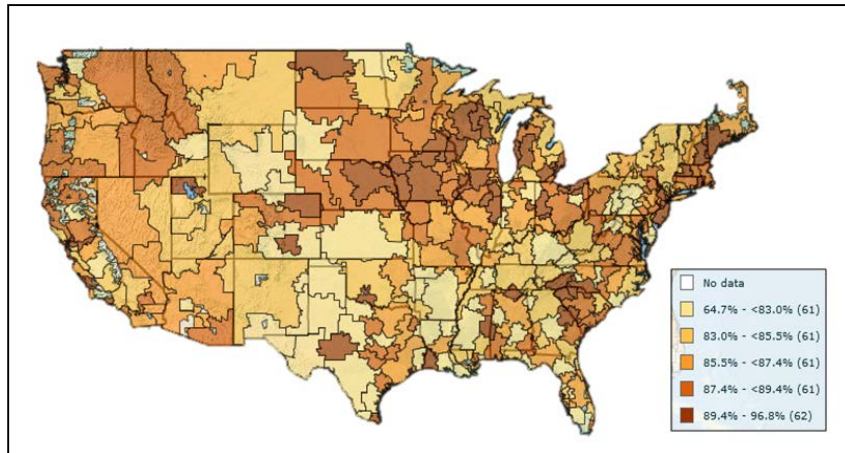 No data
64.7% - <83.0% (61)
83.0% - <85.5% (61)
85.5% - <87.4% (61)
87.4% - <89.4% (61)
89.4% - 96.8% (62)